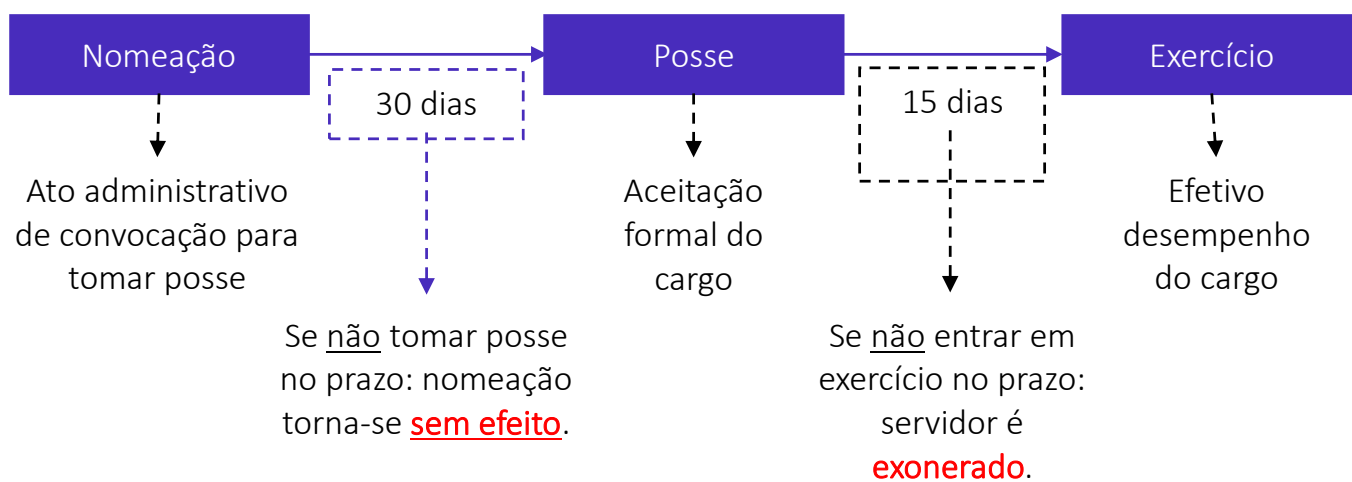 Nomeação
Posse
Exercício
30 dias
15 dias
Ato administrativo
de convocação para
tomar posse
Aceitação
formal do
cargo
Efetivo
desempenho
do cargo
Se não tomar posse
no prazo: nomeação
torna-se sem efeito.
Se não entrar em
exercício no prazo:
servidor é
exonerado.